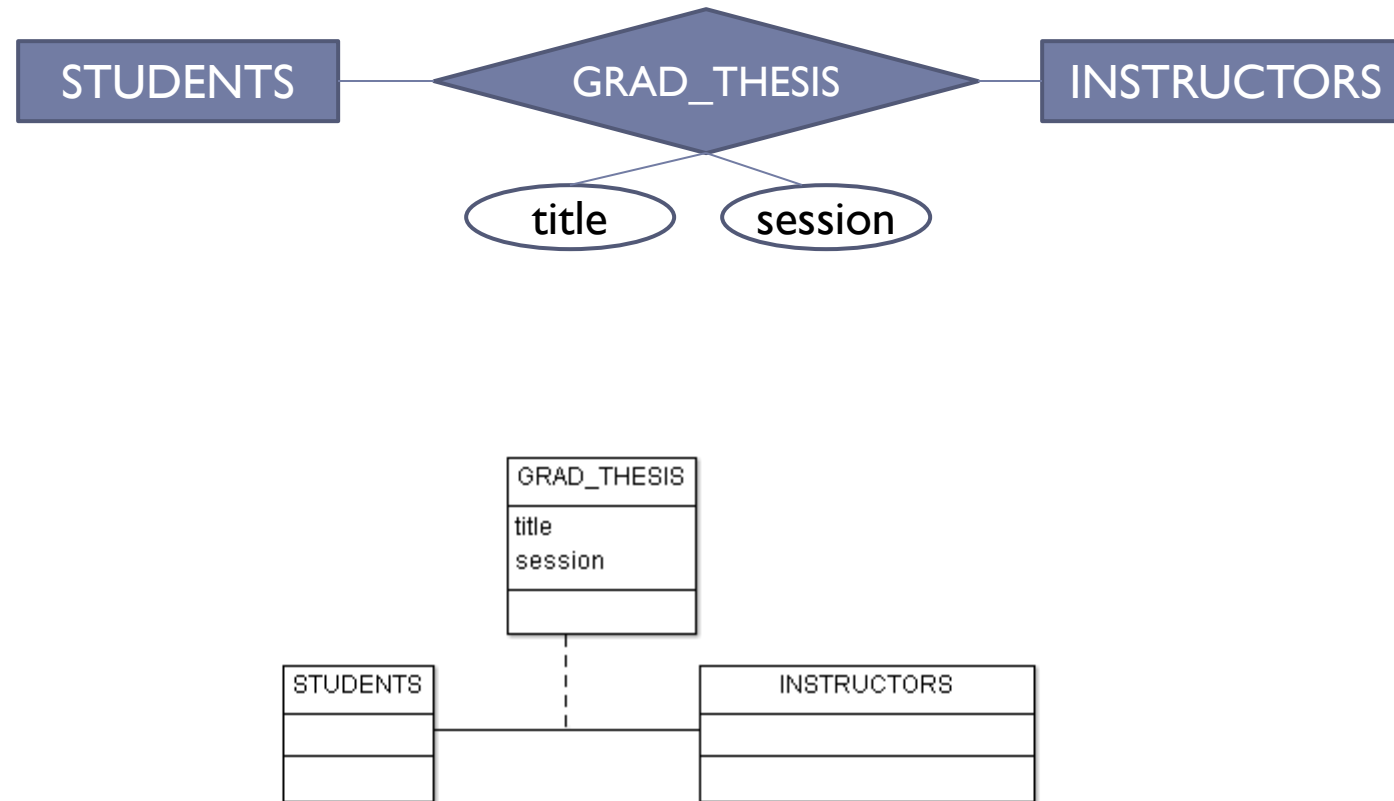 STUDENTS GRAD_THESIS INSTRUCTORS
title session
GRAD_THESIS
title
session
STUDENTS INSTRUCTORS